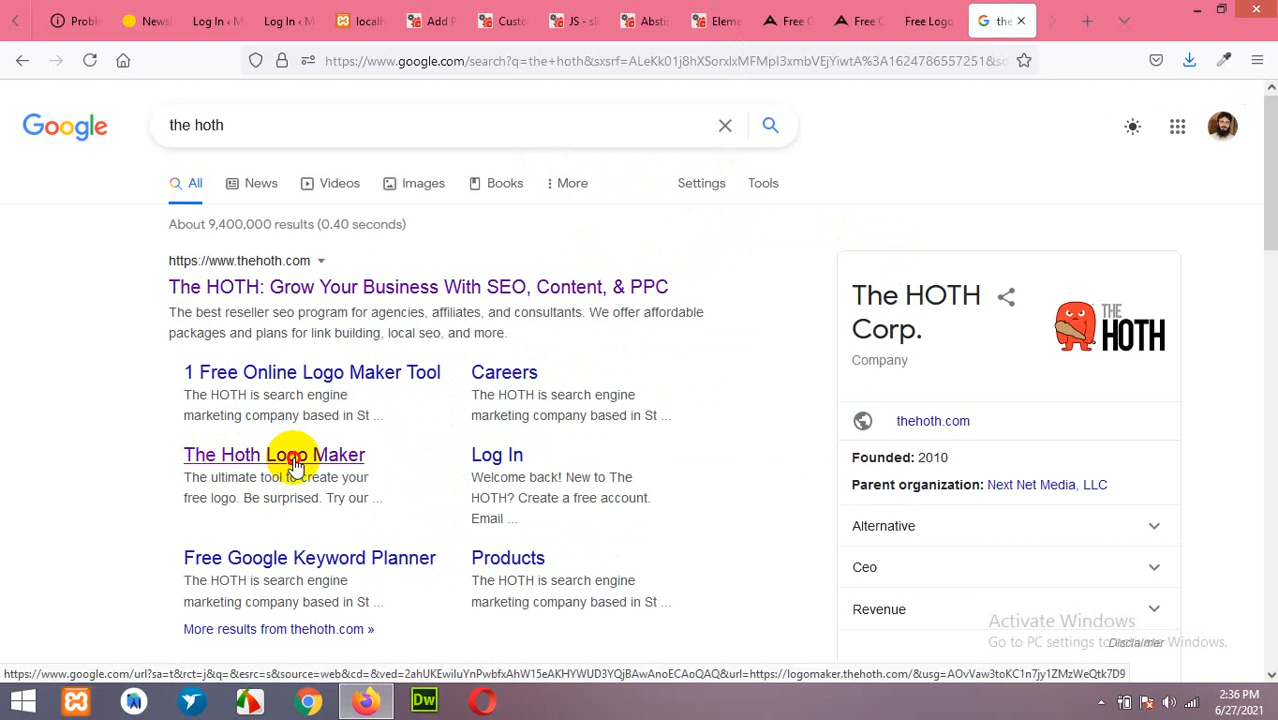 Proble
Newsl
Log In ‹ M
Log In ‹ M
localh
Add P
Custo
JS - si
Abstin
Eleme
Free C
Free C
Free Logo
the
https://www.google.com/search?q=the+hoth&sxsrf=
Google
the hoth
All
News
Videos
Images
Books
More
Settings
Tools
About 9,400,000 results (0.40 seconds)
https://www.thehoth.com
The HOTH: Grow Your Business With SEO, Content, & PPC
The best reseller seo program for agencies, affiliates, and consultants. We offer affordable
packages and plans for link building, local seo, and more.
1 Free Online Logo Maker Tool
The HOTH is search engine
marketing company based in St ...
Careers
The HOTH is search engine
marketing company based in St ...
The Hoth Logo Maker
The ultimate tool to create your
free logo. Be surprised. Try our ...
Log In
Welcome back! New to The
HOTH? Create a free account.
Email ...
Free Google Keyword Planner
The HOTH is search engine
marketing company based in St ...
Products
The HOTH is search engine
marketing company based in St ...
More results from thehoth.com »
The HOTH
Corp.
Company
THE
HOTH
thehoth.com
Founded: 2010
Parent organization: Next Net Media, LLC
Alternative
Ceo
Revenue
Disclaimer
Activate Windows
Go to PC settings to activate Windows.
Dw
2:36 PM
6/27/2021